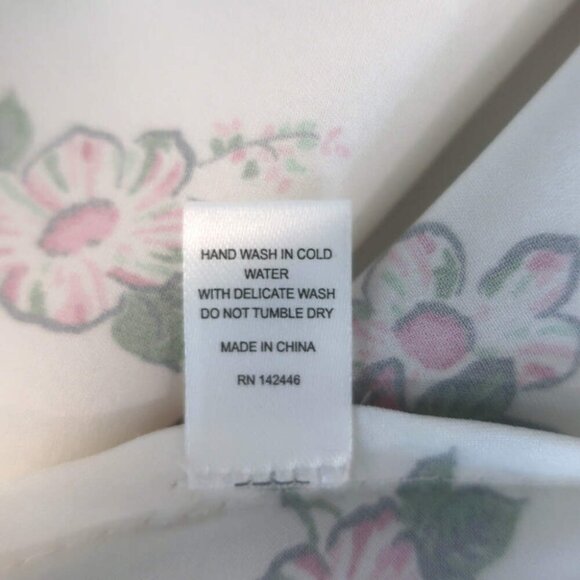 HAND WASH IN COLD
WATER
WITH DELICATE WASH
DO NOT TUMBLE DRY
MADE IN CHINA
RN 142446